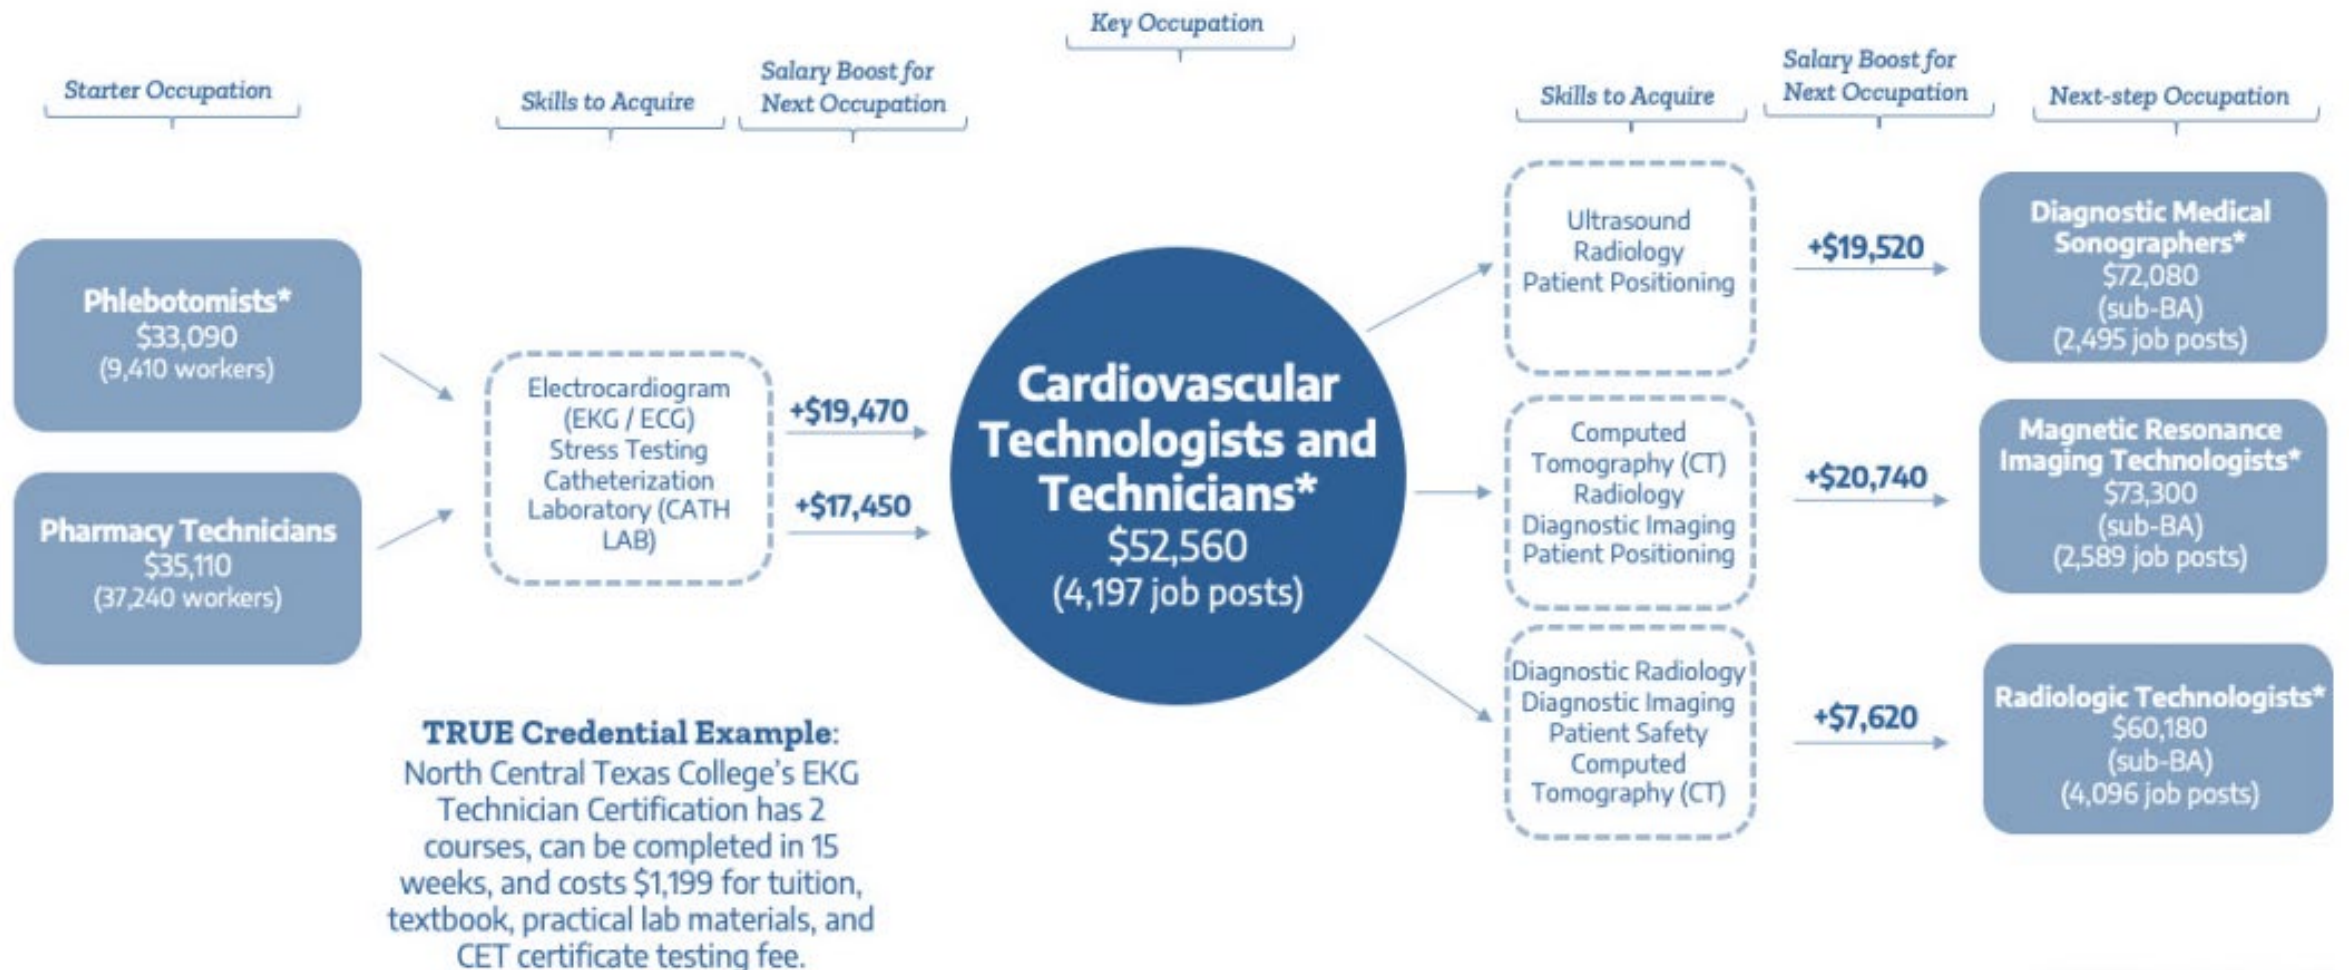 Key Occupation
Starter Occupation
Skills to Acquire
Salary Boost for
Next Occupation
Skills to Acquire
Salary Boost for
Next Occupation
Next-step Occupation
Phlebotomists*
$33,090
(9,410 workers)
Pharmacy Technicians
$35,110
(37,240 workers)
Electrocardiogram
(EKG / ECG)
Stress Testing
Catheterization
Laboratory (CATH
LAB)
+$19,470
+$17,450
Cardiovascular
Technologists and
Technicians*
$52,560
(4,197 job posts)
Ultrasound
Radiology
Patient Positioning
+$19,520
Diagnostic Medical
Sonographers*
$72,080
(sub-BA)
(2,495 job posts)
Computed
Tomography (CT)
Radiology
Diagnostic Imaging
Patient Positioning
+$20,740
Magnetic Resonance
Imaging Technologists*
$73,300
(sub-BA)
(2,589 job posts)
Diagnostic Radiology
Diagnostic Imaging
Patient Safety
Computed
Tomography (CT)
+$7,620
Radiologic Technologists*
$60,180
(sub-BA)
(4,096 job posts)
TRUE Credential Example:
North Central Texas College's EKG
Technician Certification has 2
courses, can be completed in 15
weeks, and costs $1,199 for tuition,
textbook, practical lab materials, and
CET certificate testing fee.